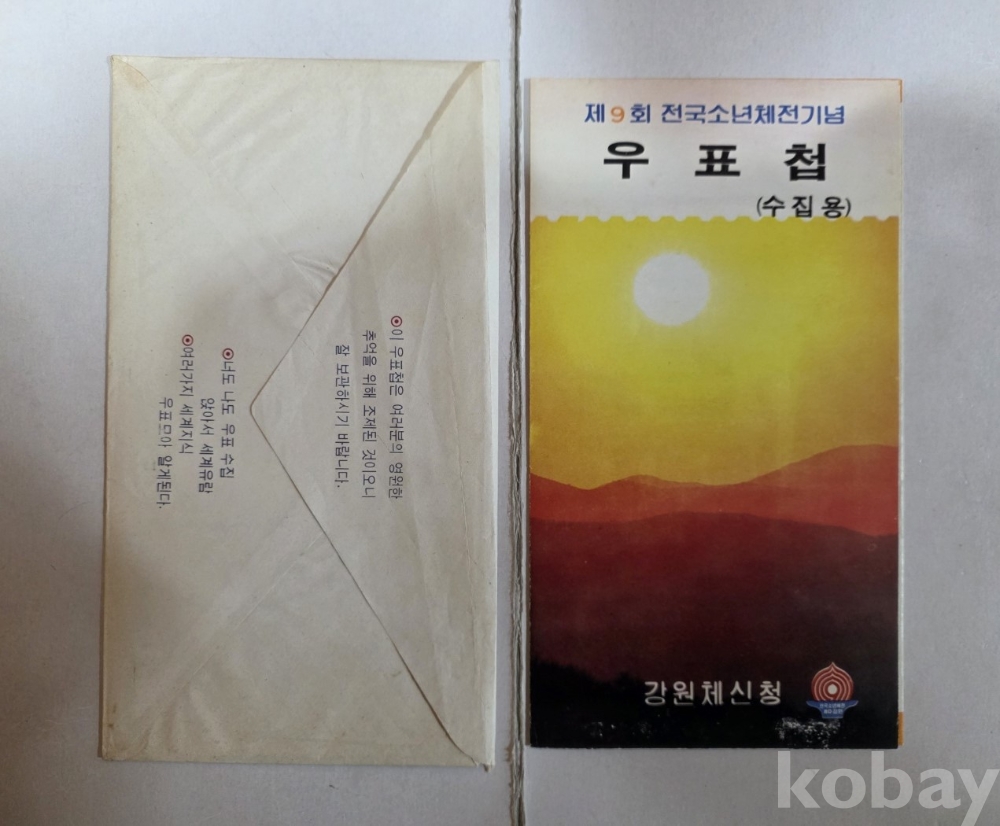 이 우표첩은 여러분의 영원한
추억을 위해 조제된 것이오니
잘 보관하시기 바랍니다.
너도 나도 우표 수집
앉아서 세계유람
여러가지 세계지식
우표모아 알게된다.
제9회 전국소년체전기념
우표첩
(수집용)
강원체신청
kobay